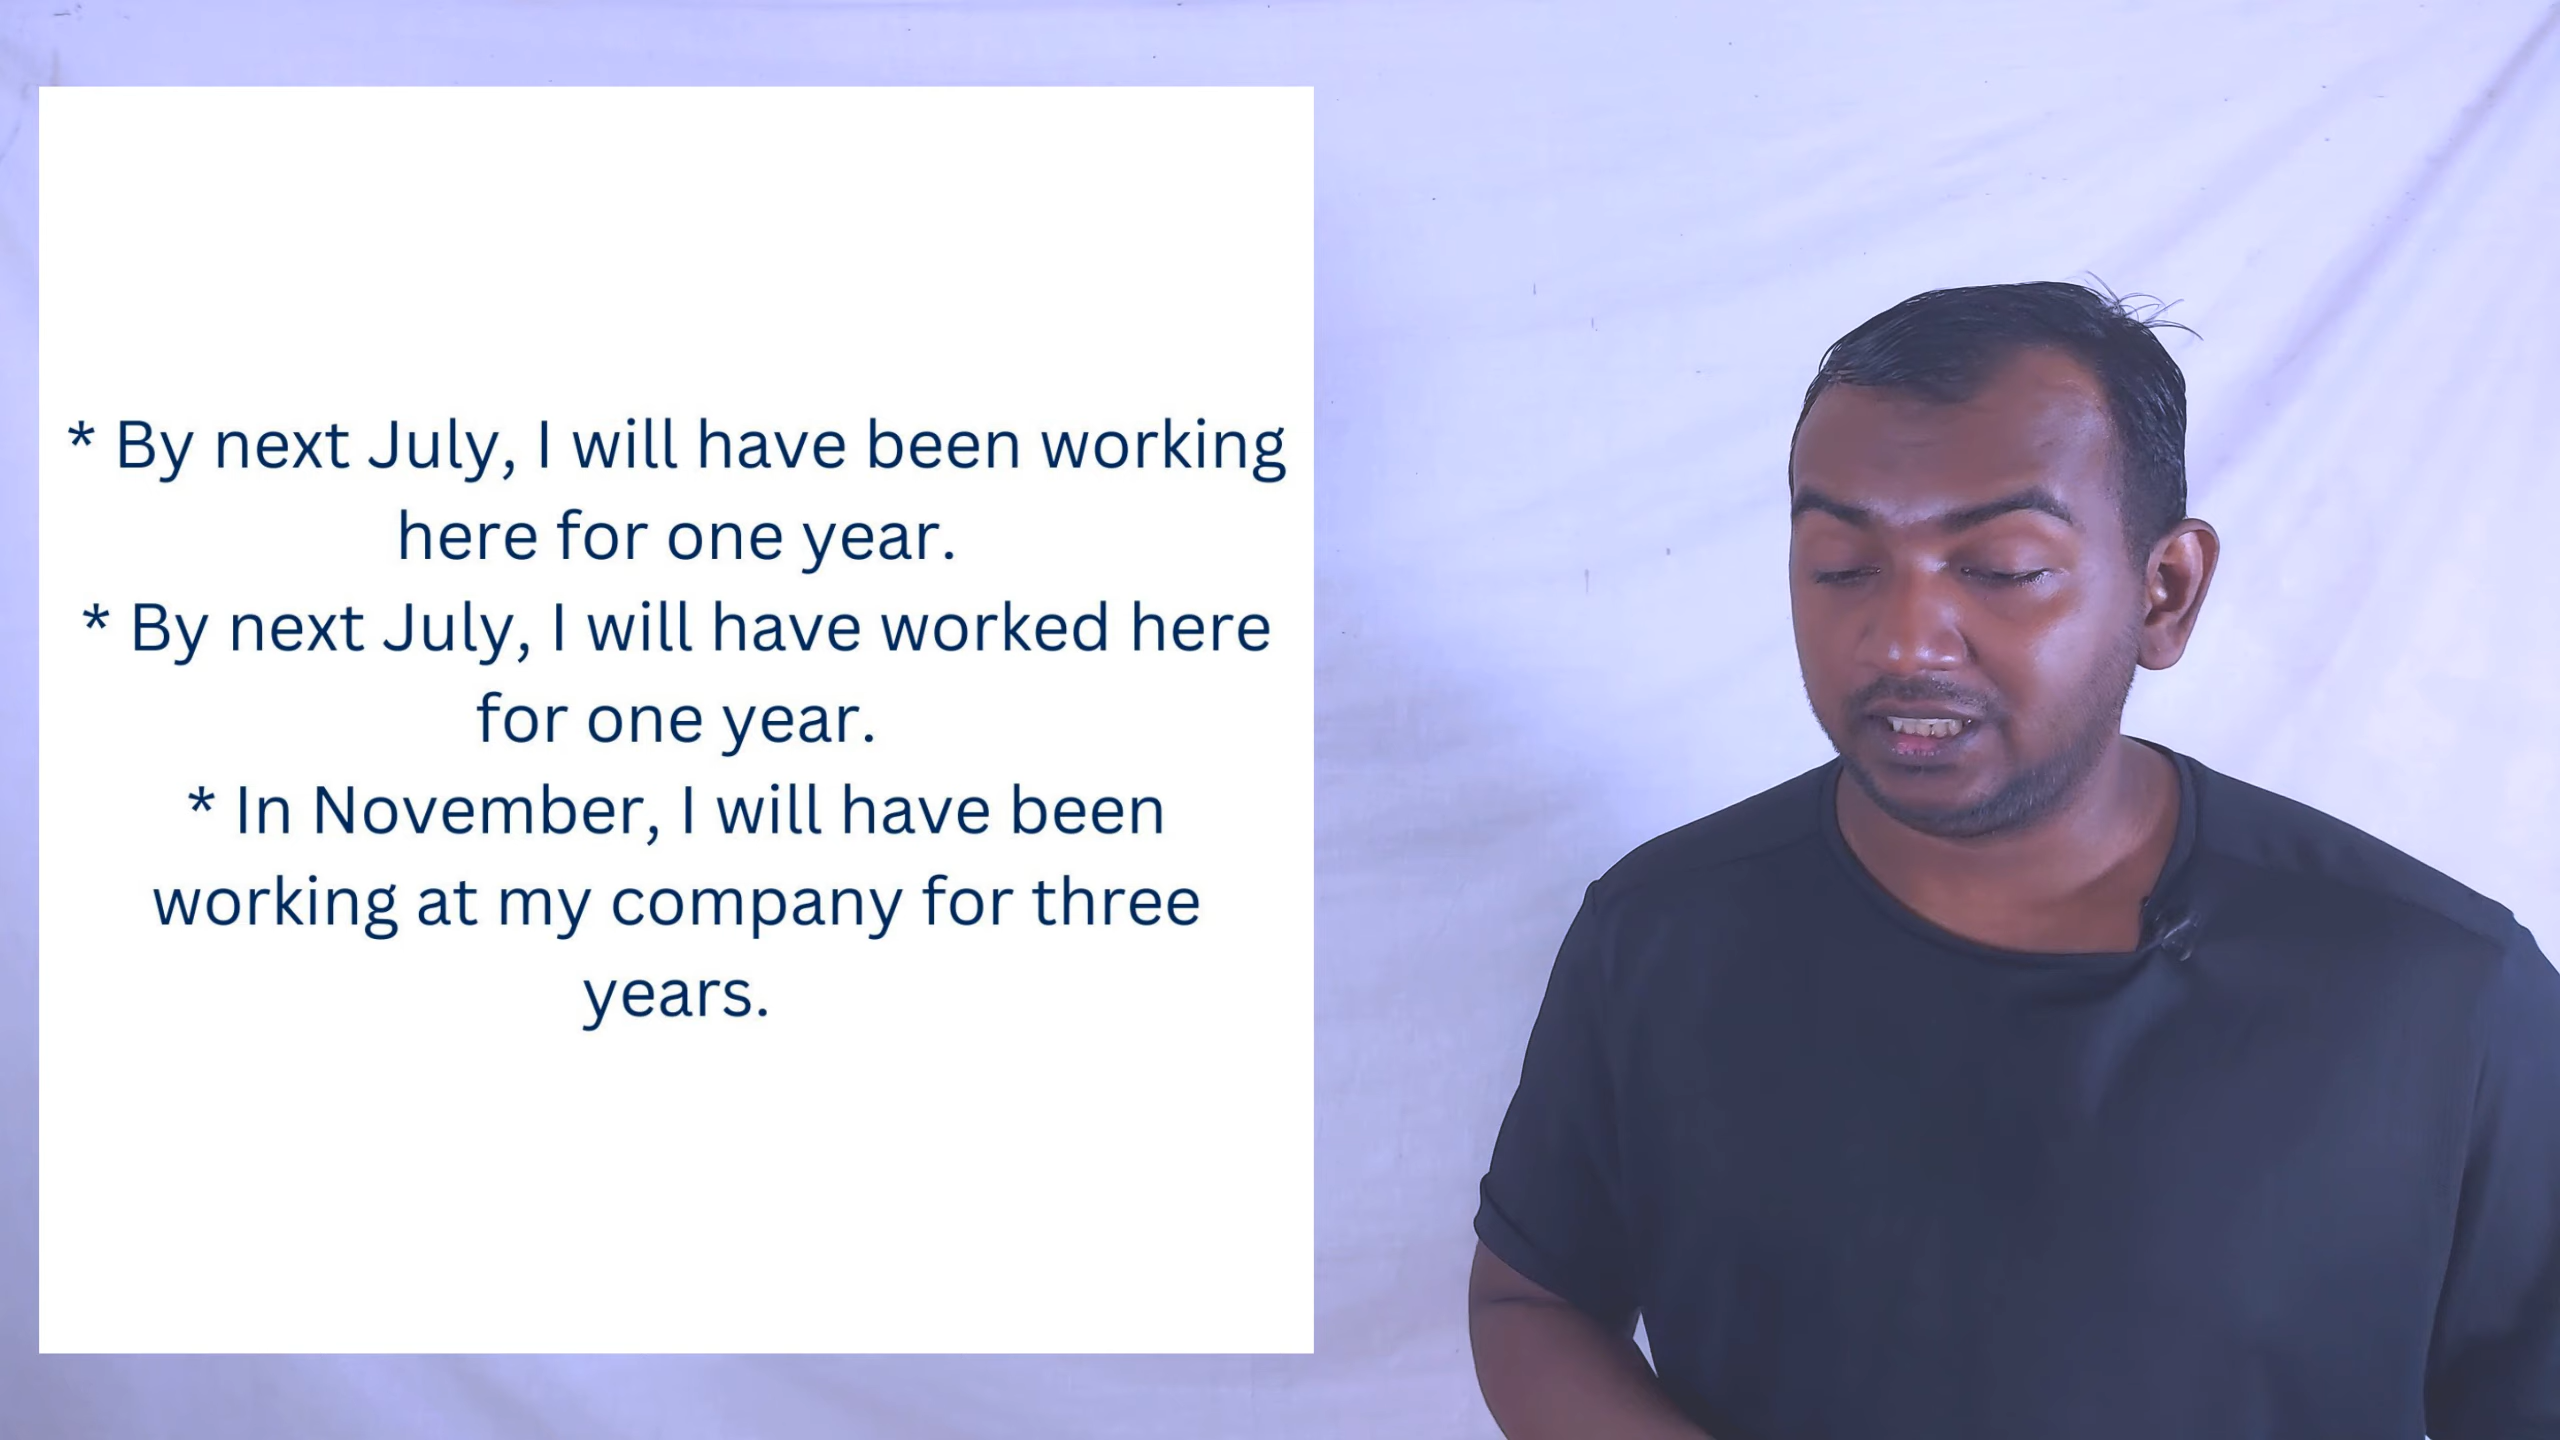 * By next July, I will have been working
here for one year.
* By next July, I will have worked here
for one year.
* In November, I will have been
working at my company for three
years.